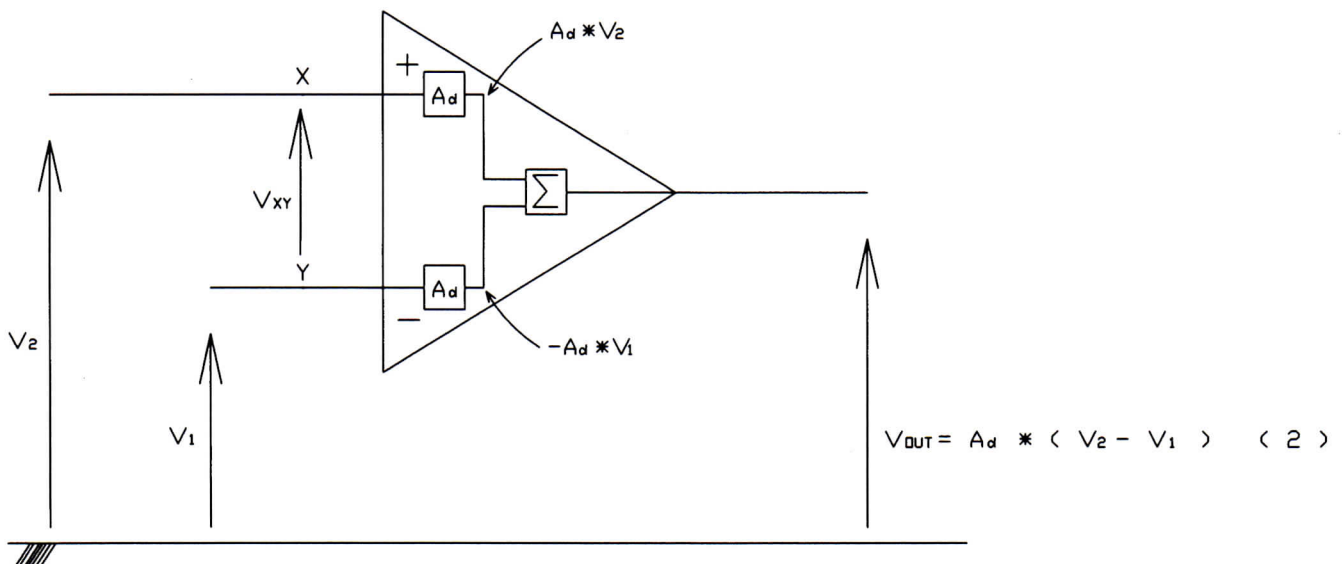 Ad * V2
+
X
Ad
VXY
Σ
Y
Ad
−
-Ad * V1
V2
V1
VOUT = Ad * ( V2 - V1 ) ( 2 )